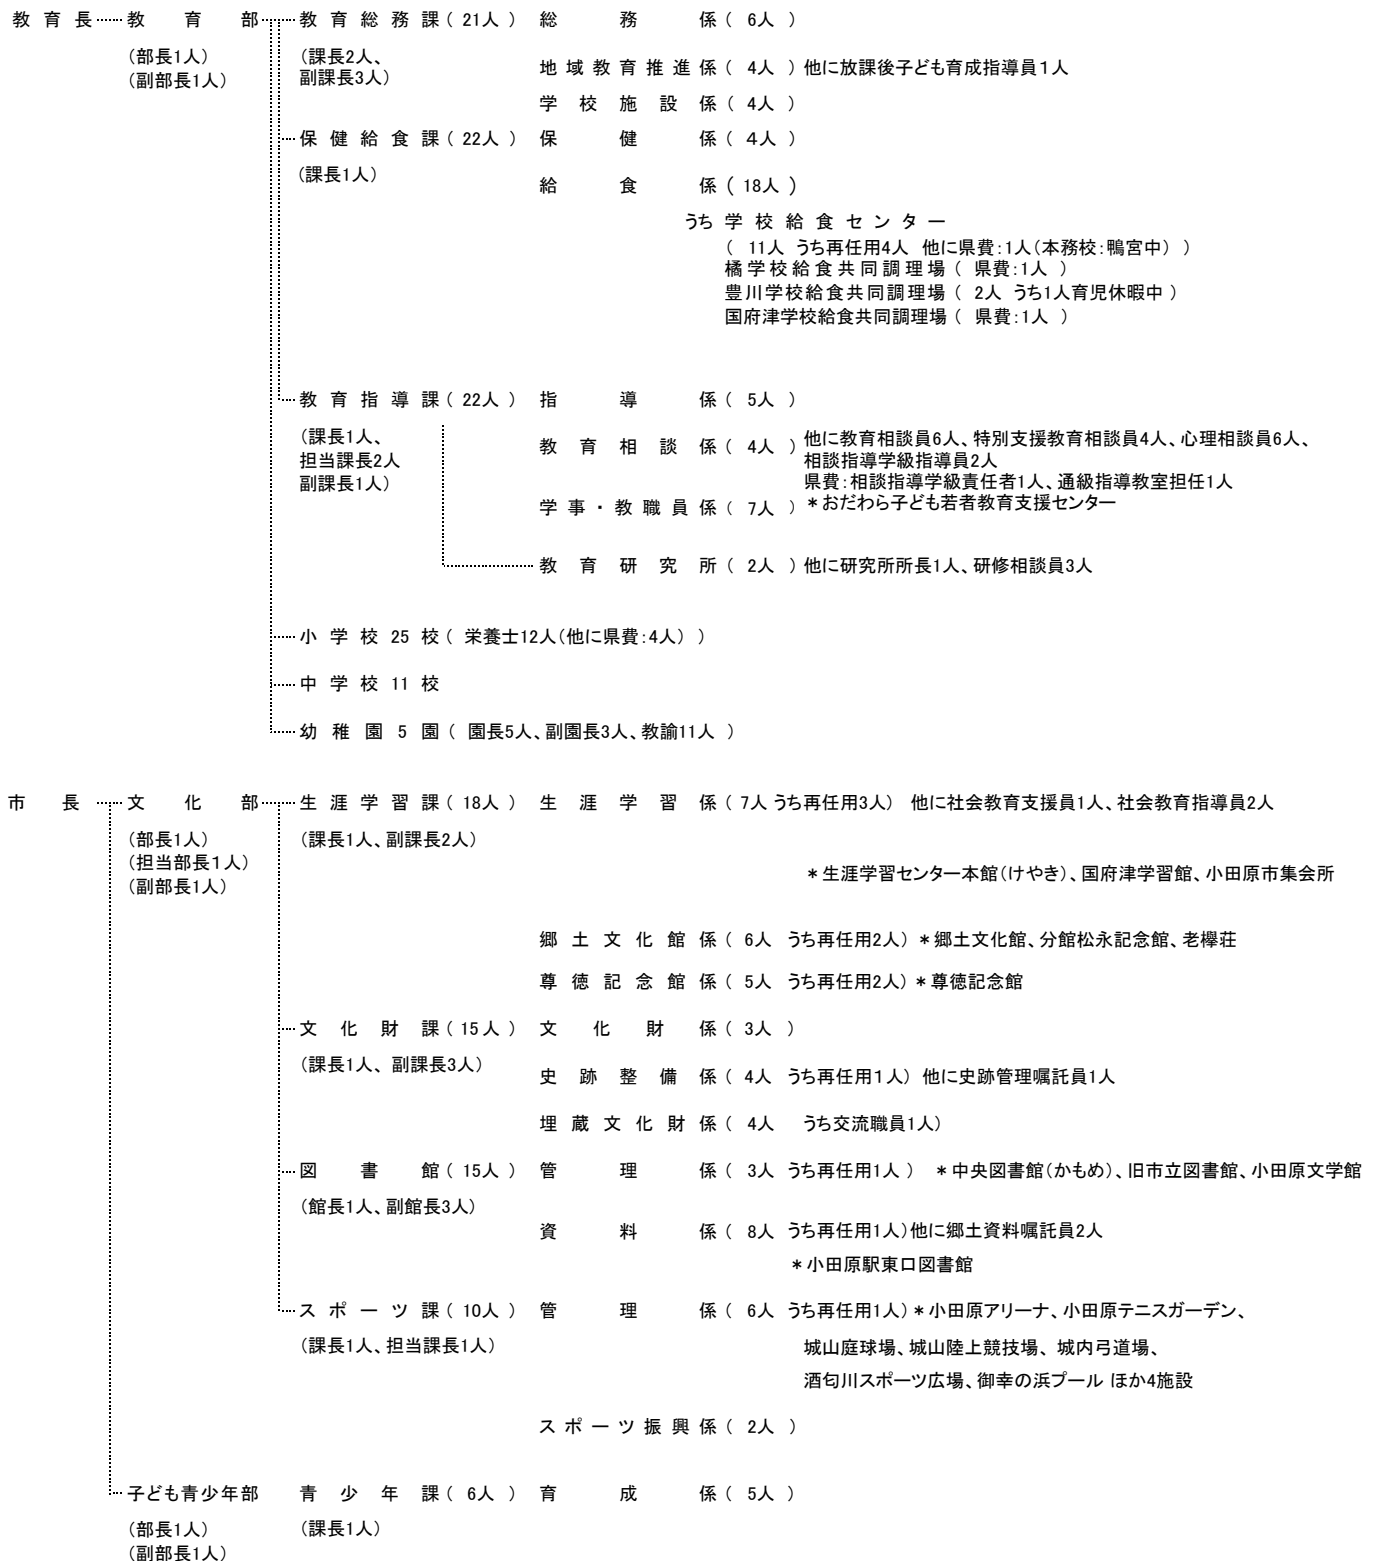 教育長 教育部 教育総務課( 21人 ) 総務係( 6人 )
(部長1人) (課長2人、
(副部長1人) 副課長3人)
地域教育推進係( 4人 )他に放課後子ども育成指導員1人
学校施設係( 4人 )
保健給食課( 22人 ) 保健係( 4人 )
(課長1人)
給食係( 18人 )
うち 学校給食センター
( 11人 うち再任用4人 他に県費:1人(本務校:鴨宮中) )
橘学校給食共同調理場( 県費:1人 )
豊川学校給食共同調理場( 2人 うち1人育児休暇中 )
国府津学校給食共同調理場( 県費:1人 )
教育指導課( 22人 ) 指導係( 5人 )
(課長1人、
担当課長2人
副課長1人)
教育相談係( 4人 )他に教育相談員6人、特別支援教育相談員4人、心理相談員6人、
相談指導学級指導員2人
県費:相談指導学級責任者1人、通級指導教室担任1人
*おだわら子ども若者教育支援センター
学事・教職員係( 7人 )
教育研究所( 2人 )他に研究所所長1人、研修相談員3人
小学校 25 校( 栄養士12人(他に県費:4人) )
中学校 11 校
幼稚園 5 園( 園長5人、副園長3人、教諭11人 )
市長 文化部 生涯学習課( 18人 ) 生涯学習係( 7人 うち再任用3人) 他に社会教育支援員1人、社会教育指導員2人
(部長1人) (課長1人、副課長2人)
(担当部長1人)
(副部長1人)
*生涯学習センター本館(けやき)、国府津学習館、小田原市集会所
郷土文化館係( 6人 うち再任用2人)*郷土文化館、分館松永記念館、老欅荘
尊徳記念館係( 5人 うち再任用2人)*尊徳記念館
文化財課( 15人 ) 文化財係( 3人 )
(課長1人、副課長3人)
史跡整備係( 4人 うち再任用1人) 他に史跡管理嘱託員1人
埋蔵文化財係( 4人 うち交流職員1人)
図書館( 15人 ) 管理係( 3人 うち再任用1人 ) *中央図書館(かもめ)、旧市立図書館、小田原文学館
(館長1人、副館長3人)
資料係( 8人 うち再任用1人)他に郷土資料嘱託員2人
*小田原駅東口図書館
スポーツ課( 10人 ) 管理係( 6人 うち再任用1人)*小田原アリーナ、小田原テニスガーデン、
(課長1人、担当課長1人) 城山庭球場、城山陸上競技場、城内弓道場、
酒匂川スポーツ広場、御幸の浜プール ほか4施設
スポーツ振興係( 2人 )
子ども青少年部 青少年課( 6人 ) 育成係( 5人 )
(部長1人) (課長1人)
(副部長1人)